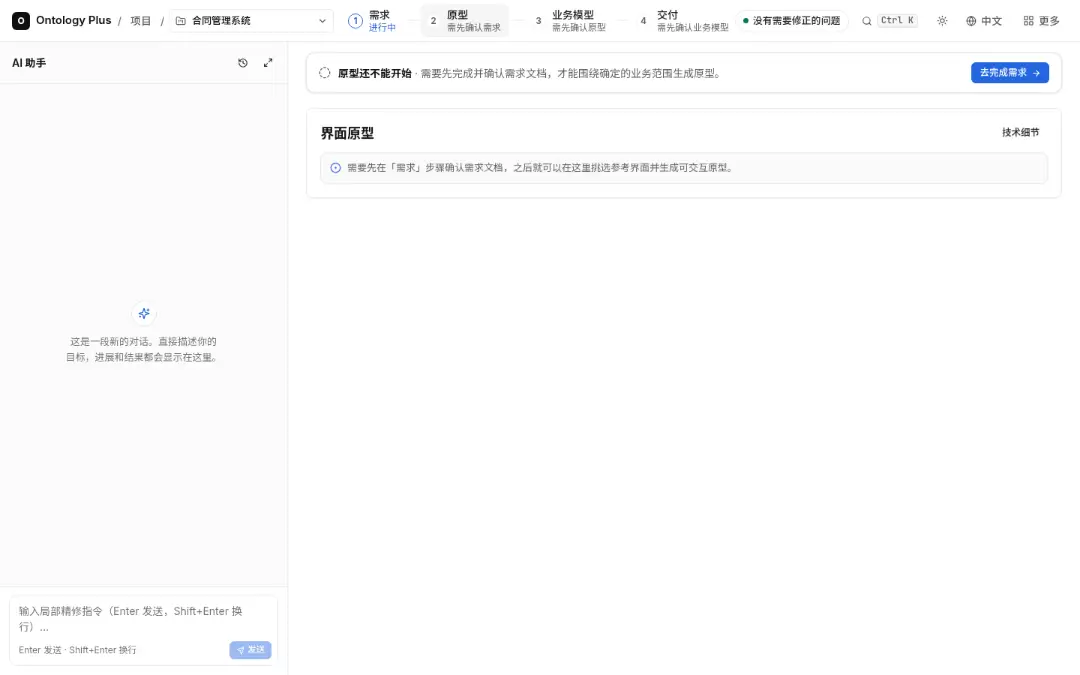 O Ontology Plus / 项目 / 合同管理系统
1 需求 进行中
2 原型 需先确认需求
3 业务模型 需先确认原型
4 交付 需先确认业务模型
没有需要修正的问题
Ctrl K
中文
更多
AI 助手
这是一段新的对话。直接描述你的
目标，进展和结果都会显示在这里。
输入局部精修指令（Enter 发送，Shift+Enter 换
行）...
Enter 发送 · Shift+Enter 换行
发送
原型还不能开始 · 需要先完成并确认需求文档，才能围绕确定的业务范围生成原型。
去完成需求 →
界面原型
技术细节
需要先在「需求」步骤确认需求文档，之后就可以在这里挑选参考界面并生成可交互原型。